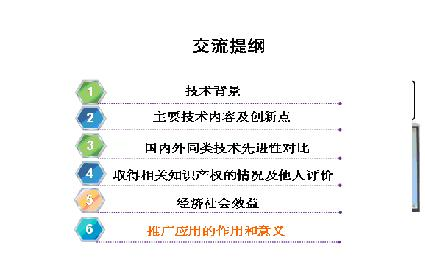 交流提纲
1 技术背景
2 主要技术内容及创新点
3 国内外同类技术先进性对比
4 取得相关知识产权的情况及他人评价
5 经济社会效益
6 推广应用的作用和意义